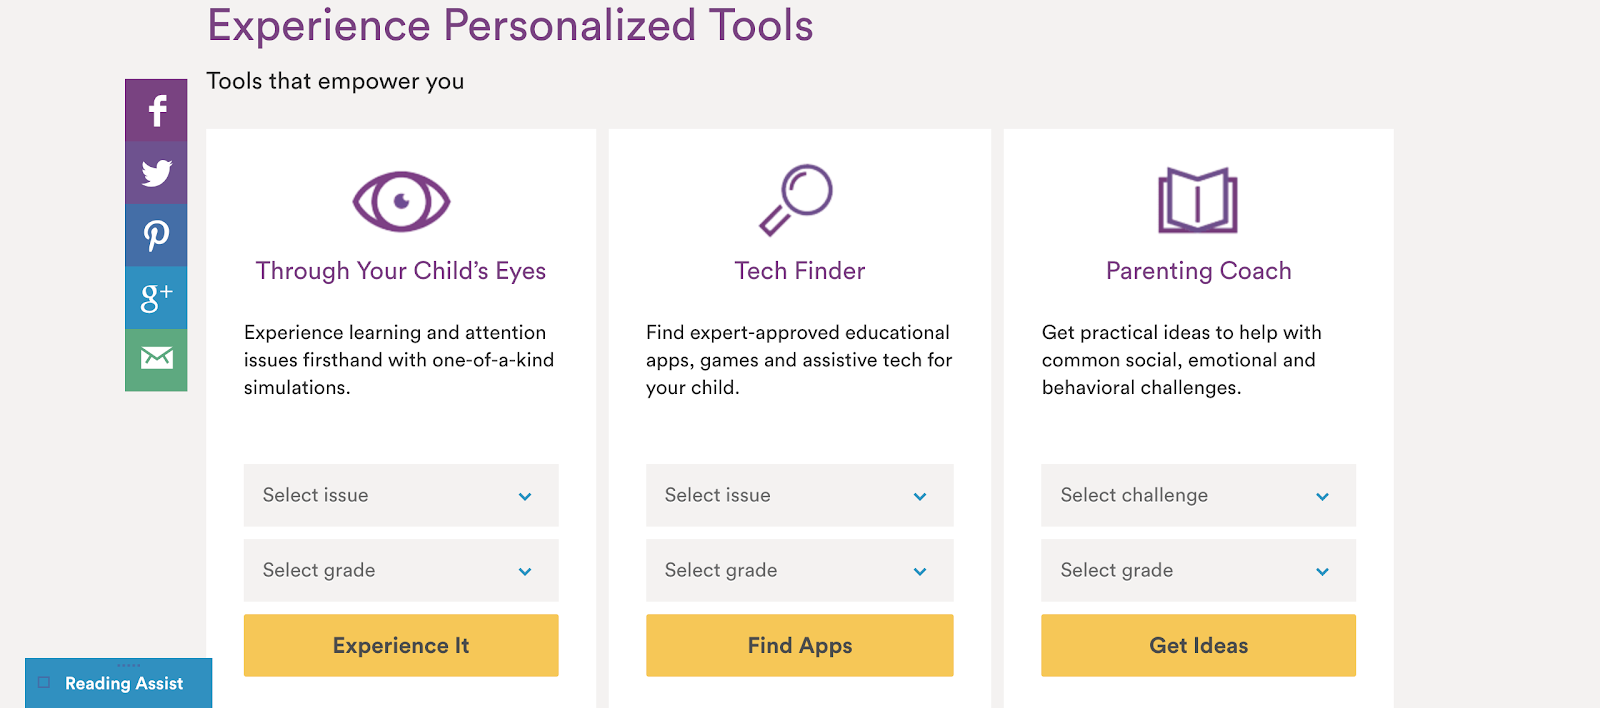 Experience Personalized Tools
Tools that empower you
f
g+
Through Your Child’s Eyes
Experience learning and attention
issues firsthand with one-of-a-kind
simulations.
Select issue
Select grade
Experience It
Tech Finder
Find expert-approved educational
apps, games and assistive tech for
your child.
Select issue
Select grade
Find Apps
Parenting Coach
Get practical ideas to help with
common social, emotional and
behavioral challenges.
Select challenge
Select grade
Get Ideas
Reading Assist